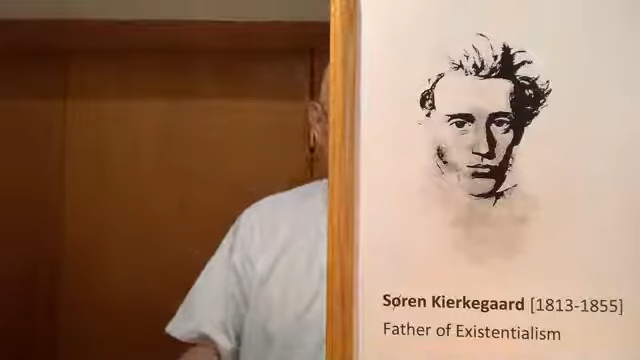 Søren Kierkegaard [1813-1855]
Father of Existentialism